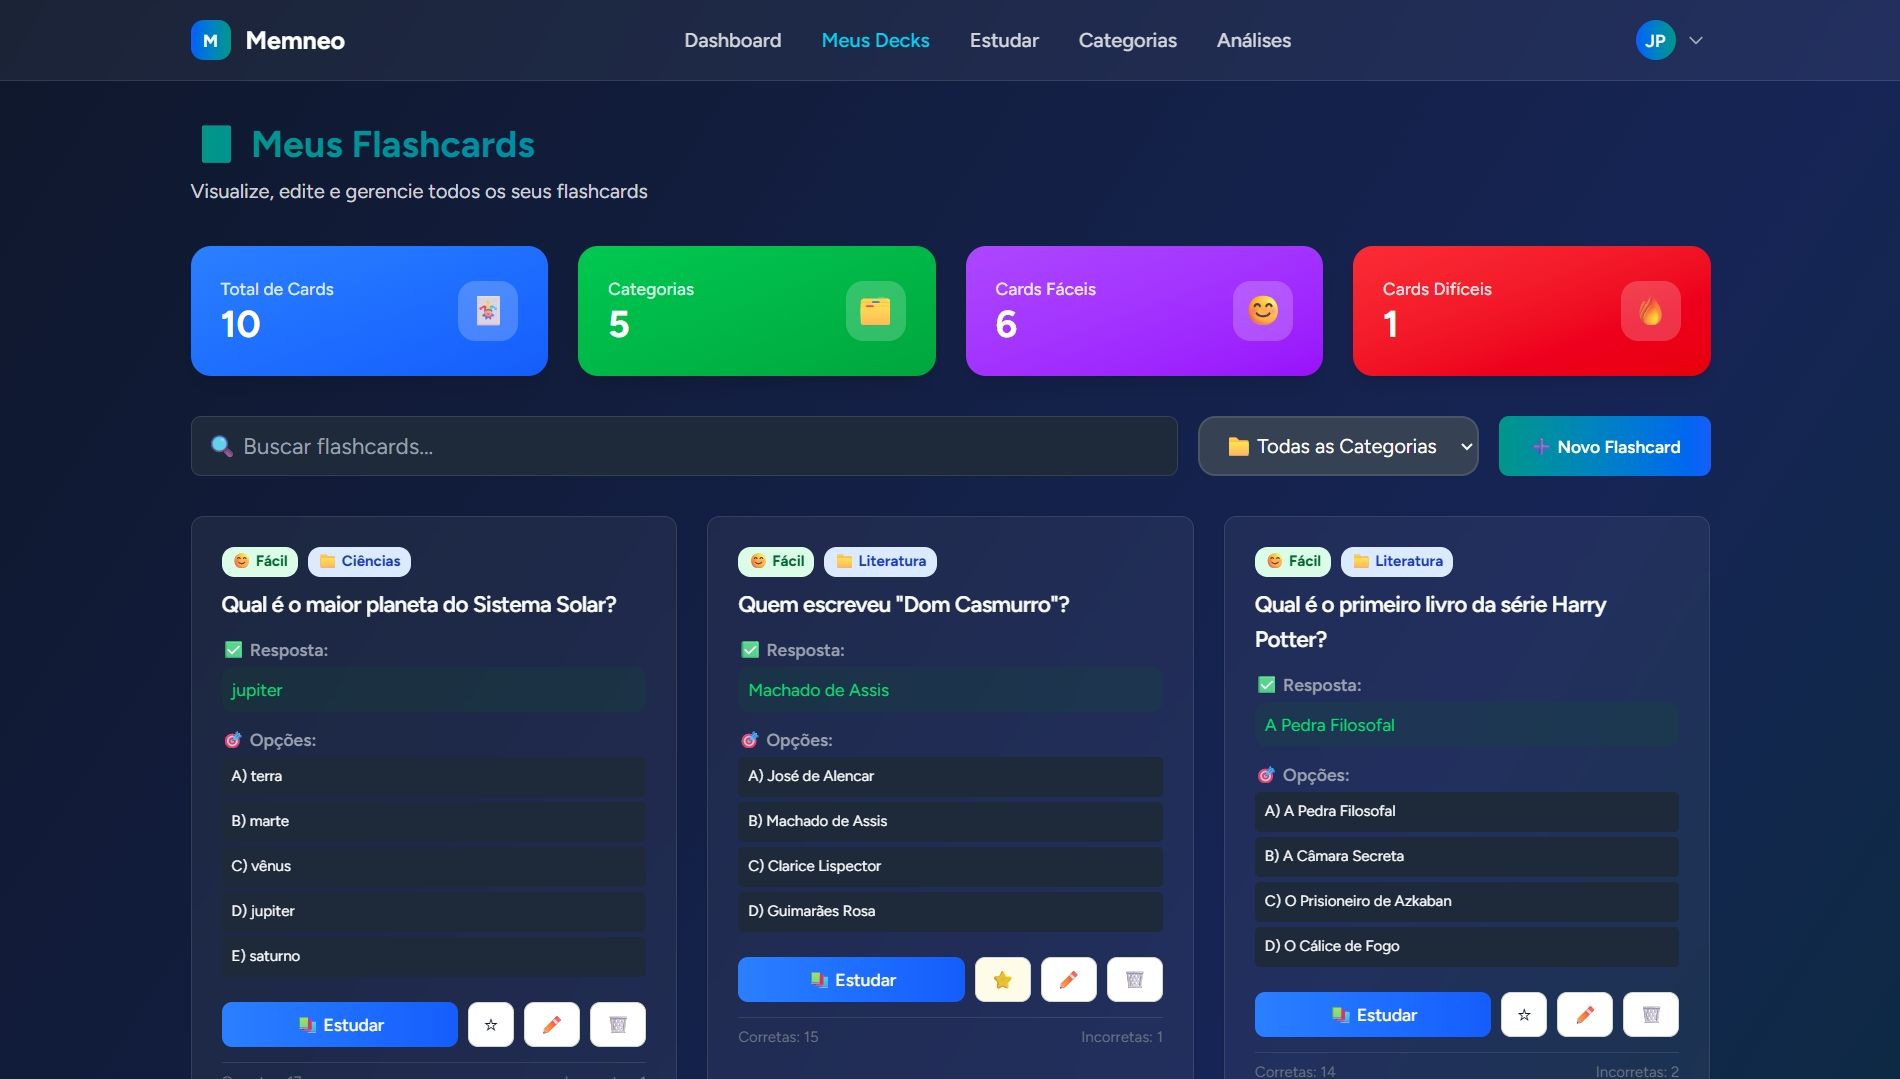 M Memneo Dashboard Meus Decks Estudar Categorias Análises JP
Meus Flashcards
Visualize, edite e gerencie todos os seus flashcards
Total de Cards
10
Categorias
5
Cards Fáceis
6
Cards Difíceis
1
Buscar flashcards...
Todas as Categorias
Novo Flashcard
Fácil Ciências
Qual é o maior planeta do Sistema Solar?
Resposta:
jupiter
Opções:
A) terra
B) marte
C) vênus
D) jupiter
E) saturno
Estudar
Fácil Literatura
Quem escreveu "Dom Casmurro"?
Resposta:
Machado de Assis
Opções:
A) José de Alencar
B) Machado de Assis
C) Clarice Lispector
D) Guimarães Rosa
Estudar
Corretas: 15 Incorretas: 1
Fácil Literatura
Qual é o primeiro livro da série Harry
Potter?
Resposta:
A Pedra Filosofal
Opções:
A) A Pedra Filosofal
B) A Câmara Secreta
C) O Prisioneiro de Azkaban
D) O Cálice de Fogo
Estudar
Corretas: 14 Incorretas: 2